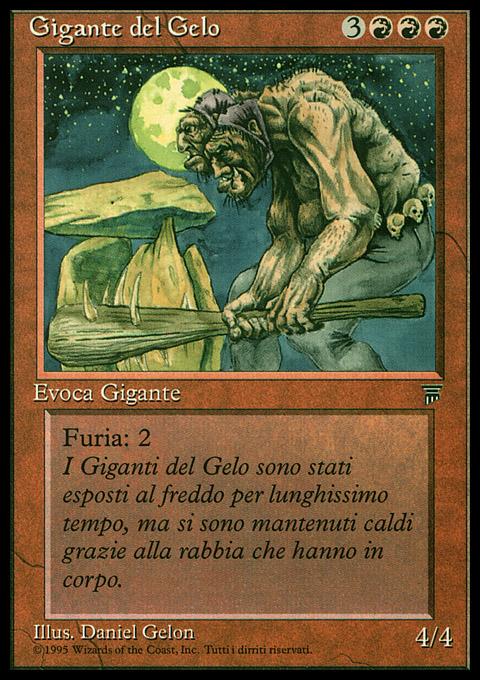 Gigante del Gelo 3
Evoca Gigante
Furia: 2
I Giganti del Gelo sono stati
esposti al freddo per lunghissimo
tempo, ma si sono mantenuti caldi
grazie alla rabbia che hanno in
corpo.
Illus. Daniel Gelon
©1995 Wizards of the Coast, Inc. Tutti i dirriti riservati.
4/4